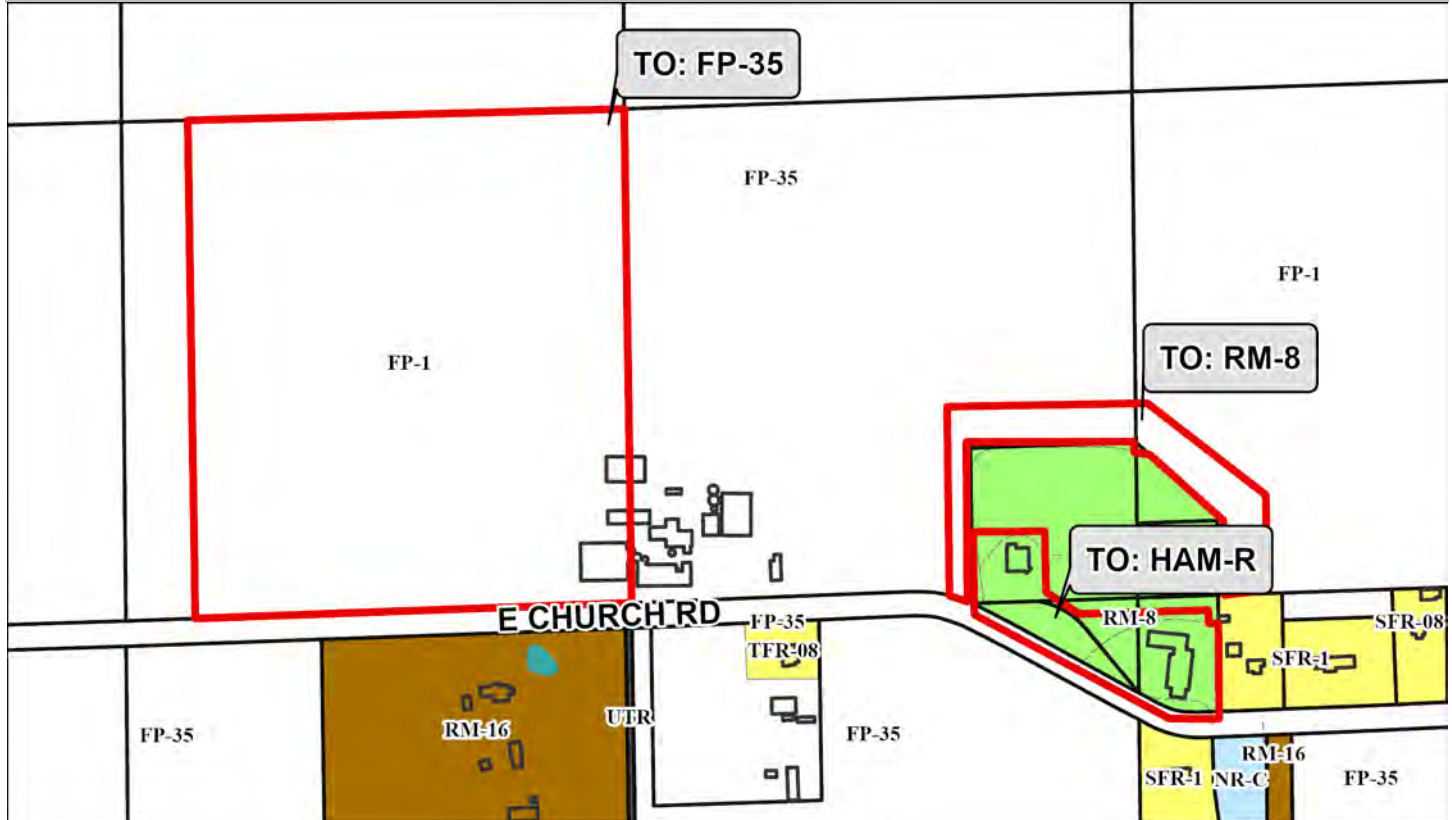 TO: FP-35
FP-35
FP-1
TO: RM-8
FP-1
TO: HAM-R
E CHURCH RD
FP-35
RM-8
SFR-08
TFR-08
SFR-1
UTR
RM-16
FP-35
FP-35
RM-16
SFR-1
NR-C
FP-35